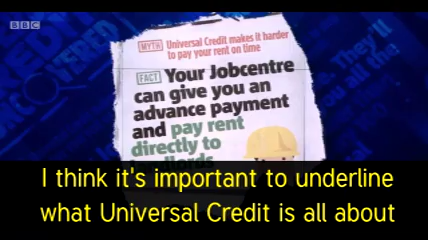 BBC
MYTH Universal Credit makes it harder
to pay your rent on time
FACT Your Jobcentre
can give you an
advance payment
and pay rent
directly to
landlords
I think it's important to underline
what Universal Credit is all about